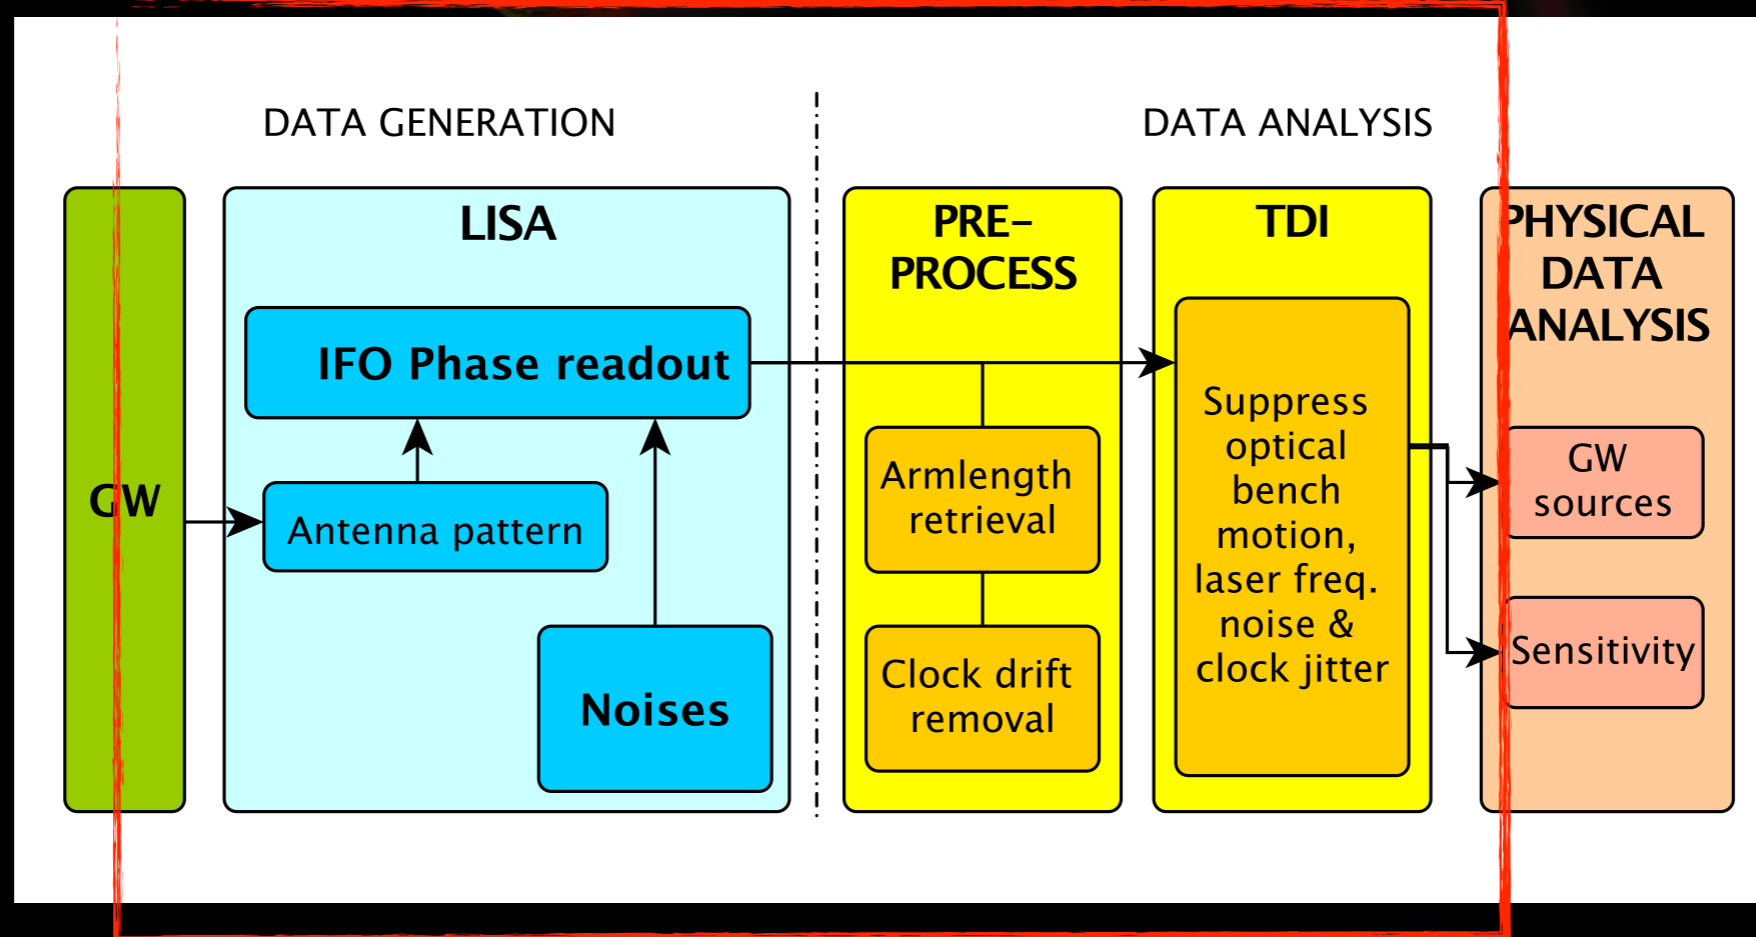 DATA GENERATION
DATA ANALYSIS
GW
LISA
IFO Phase readout
Antenna pattern
Noises
PRE-
PROCESS
Armlength
retrieval
Clock drift
removal
TDI
Suppress
optical
bench
motion,
laser freq.
noise &
clock jitter
PHYSICAL
DATA
ANALYSIS
GW
sources
Sensitivity